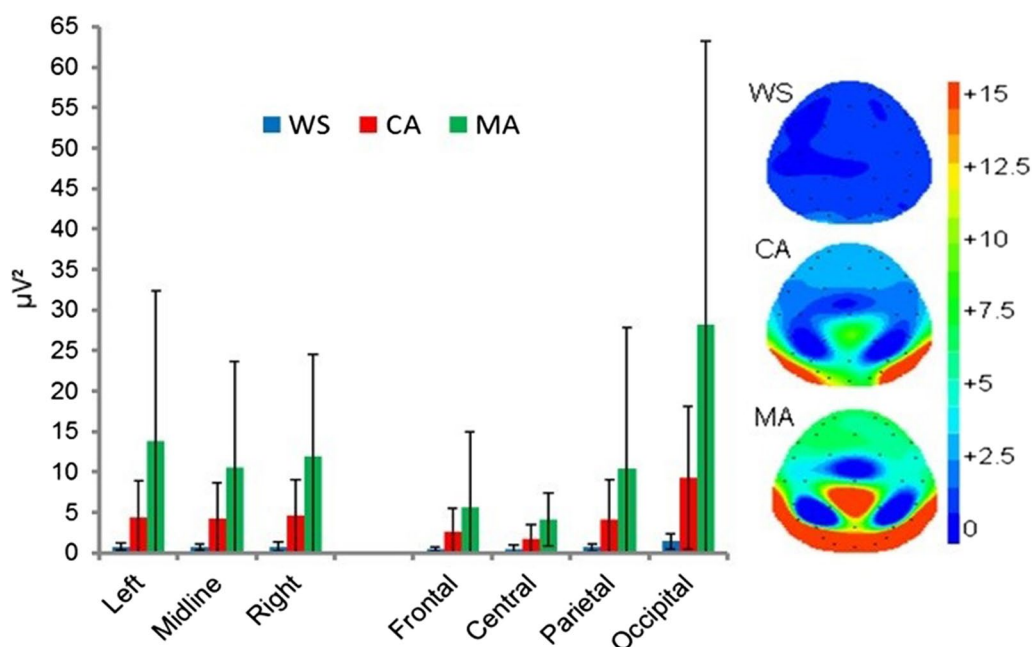 65
60
55
50
45
40
35
30
25
20
15
10
5
0
µV²
WS CA MA
Left
Midline
Right
Frontal
Central
Parietal
Occipital
WS
CA
MA
+15
+12.5
+10
+7.5
+5
+2.5
0